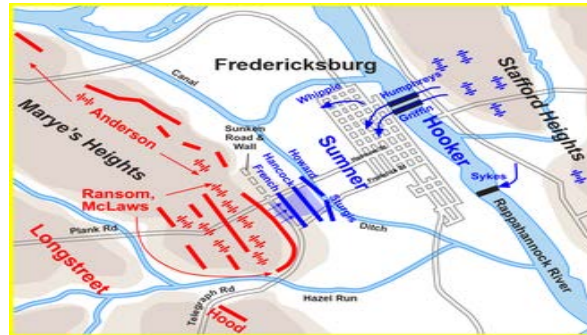 Fredericksburg
Canal
Whipple
Humphreys
Griffin
Stafford Heights
Hooker
Anderson
Marye's Heights
Sunken
Road &
Wall
Sumner
Howard
Hancock
French
Sturgis
Sykes
Ransom,
McLaws
Ditch
Plank Rd
Longstreet
Rappahannock River
Hazel Run
Telegraph Rd
Hood